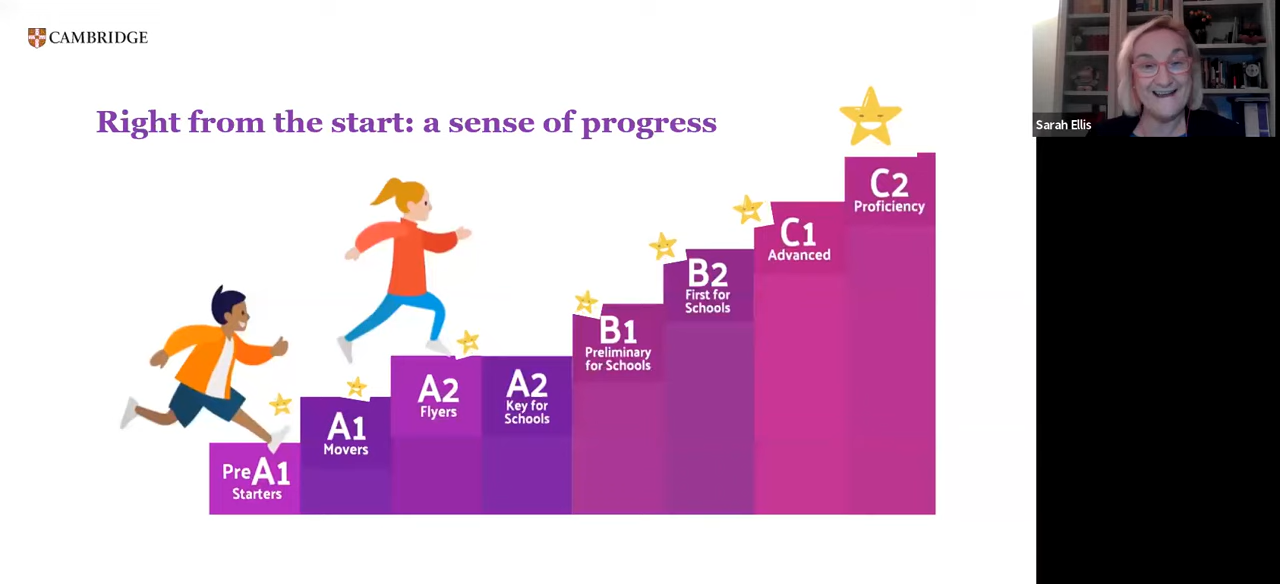 CAMBRIDGE
Right from the start: a sense of progress
Sarah Ellis
Pre A1
Starters
A1
Movers
A2
Flyers
A2
Key for
Schools
B1
Preliminary
for Schools
B2
First for
Schools
C1
Advanced
C2
Proficiency